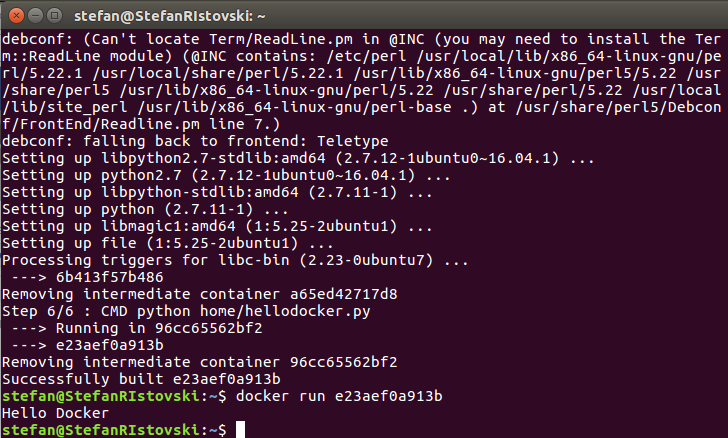 stefan@StefanRIstovski: ~
debconf: (Can't locate Term/ReadLine.pm in @INC (you may need to install the Ter
m::ReadLine module) (@INC contains: /etc/perl /usr/local/lib/x86_64-linux-gnu/pe
rl/5.22.1 /usr/local/share/perl/5.22.1 /usr/lib/x86_64-linux-gnu/perl5/5.22 /usr
/share/perl5 /usr/lib/x86_64-linux-gnu/perl/5.22 /usr/share/perl/5.22 /usr/local
/lib/site_perl /usr/lib/x86_64-linux-gnu/perl-base .) at /usr/share/perl5/Debcon
f/FrontEnd/Readline.pm line 7.)
debconf: falling back to frontend: Teletype
Setting up libpython2.7-stdlib:amd64 (2.7.12-1ubuntu0~16.04.1) ...
Setting up python2.7 (2.7.12-1ubuntu0~16.04.1) ...
Setting up libpython-stdlib:amd64 (2.7.11-1) ...
Setting up python (2.7.11-1) ...
Setting up libmagic1:amd64 (1:5.25-2ubuntu1) ...
Setting up file (1:5.25-2ubuntu1) ...
Processing triggers for libc-bin (2.23-0ubuntu7) ...
 ---> 6b413f57b486
Removing intermediate container a65ed42717d8
Step 6/6 : CMD python home/hellodocker.py
 ---> Running in 96cc65562bf2
 ---> e23aef0a913b
Removing intermediate container 96cc65562bf2
Successfully built e23aef0a913b
stefan@StefanRIstovski:~$ docker run e23aef0a913b
Hello Docker
stefan@StefanRIstovski:~$